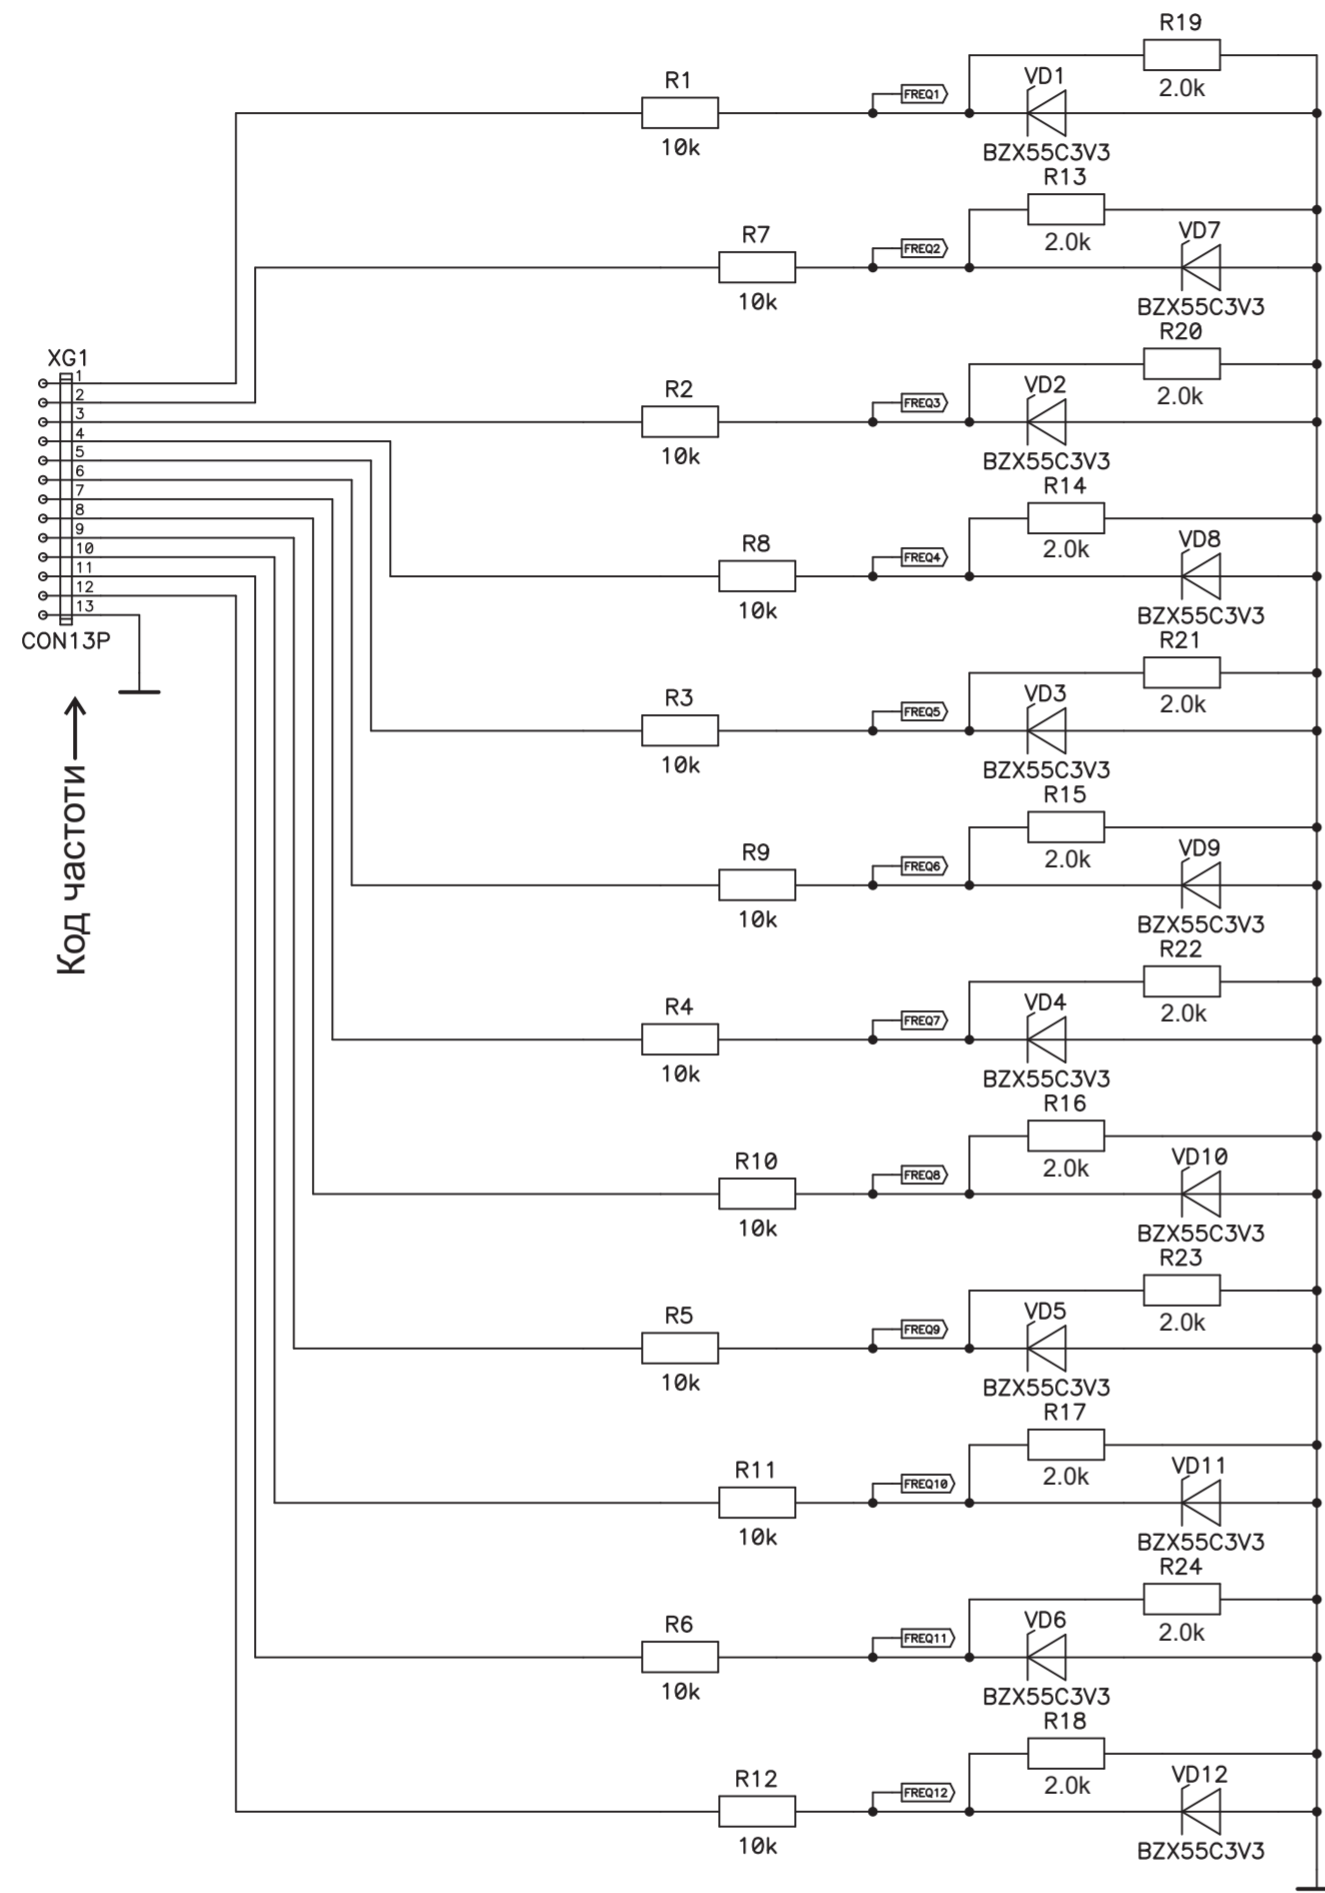 R19
2.0k
R1
10k
FREQ1
VD1
BZX55C3V3
R13
2.0k
R7
10k
FREQ2
VD7
BZX55C3V3
R20
2.0k
XG1
1
2
3
4
5
6
7
8
9
10
11
12
13
CON13P
Код частоти
R2
10k
FREQ3
VD2
BZX55C3V3
R14
2.0k
R8
10k
FREQ4
VD8
BZX55C3V3
R21
2.0k
R3
10k
FREQ5
VD3
BZX55C3V3
R15
2.0k
R9
10k
FREQ6
VD9
BZX55C3V3
R22
2.0k
R4
10k
FREQ7
VD4
BZX55C3V3
R16
2.0k
R10
10k
FREQ8
VD10
BZX55C3V3
R23
2.0k
R5
10k
FREQ9
VD5
BZX55C3V3
R17
2.0k
R11
10k
FREQ10
VD11
BZX55C3V3
R24
2.0k
R6
10k
FREQ11
VD6
BZX55C3V3
R18
2.0k
R12
10k
FREQ12
VD12
BZX55C3V3